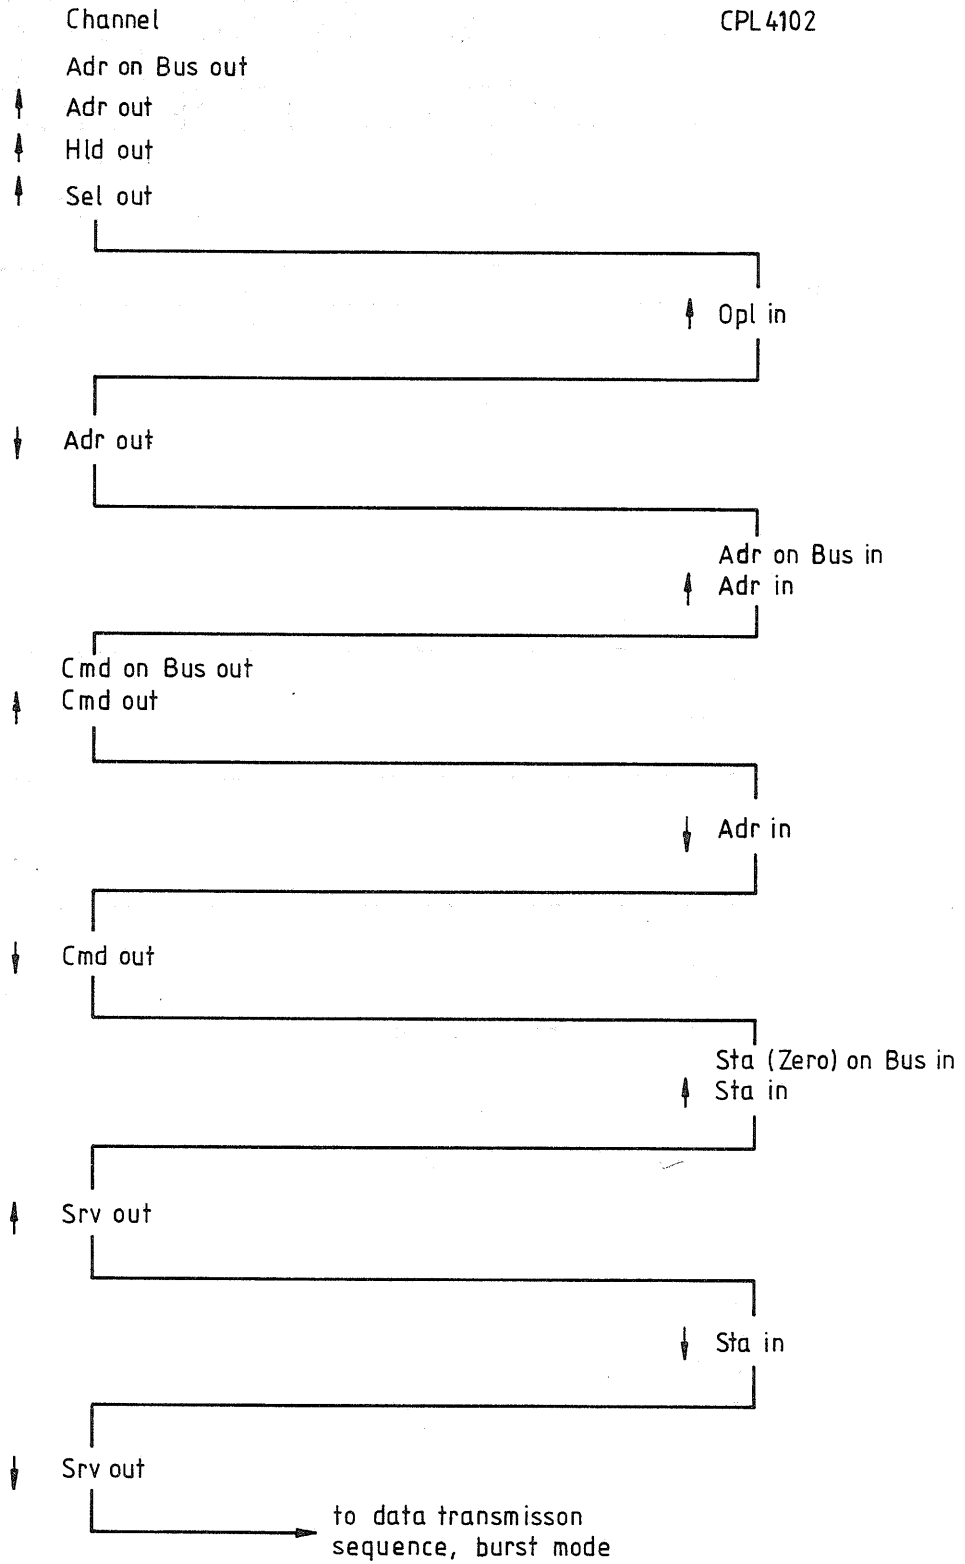 Channel CPL4102
Adr on Bus out
Adr out
Hld out
Sel out
Opl in
Adr out
Adr on Bus in
Adr in
Cmd on Bus out
Cmd out
Adr in
Cmd out
Sta (Zero) on Bus in
Sta in
Srv out
Sta in
Srv out
to data transmisson
sequence, burst mode